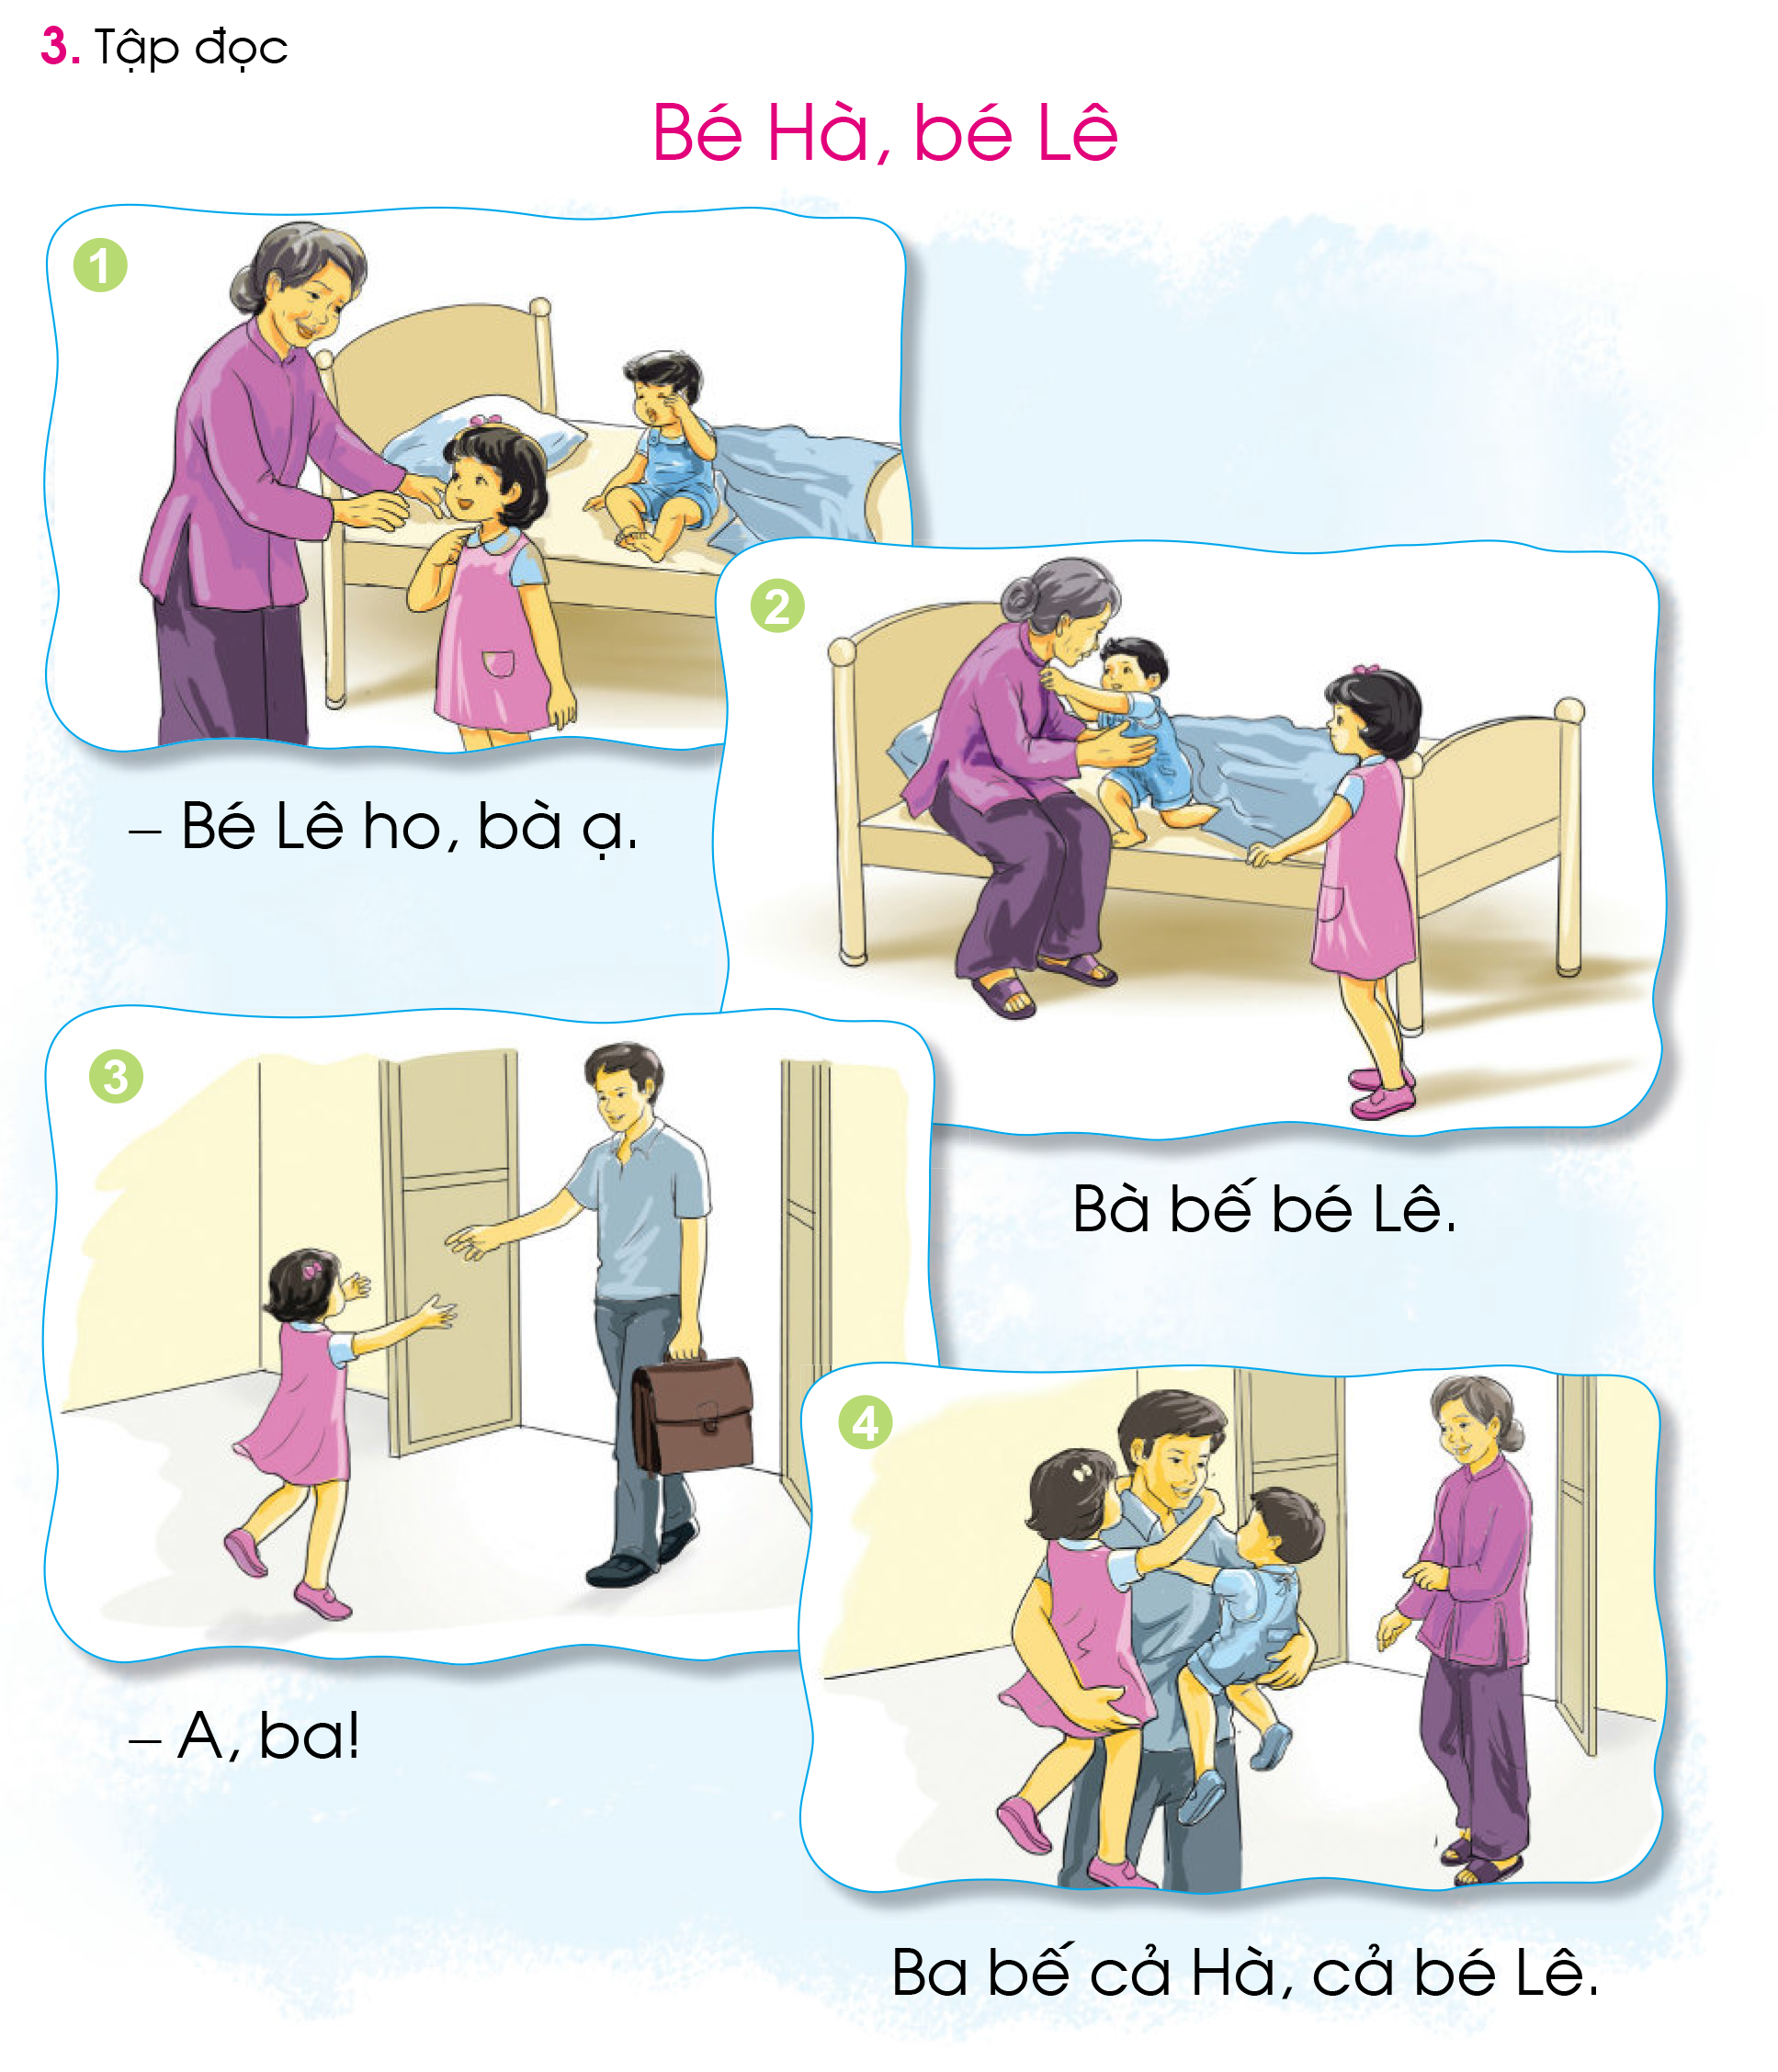 3. Tập đọc
Bé Hà, bé Lê
1
– Bé Lê ho, bà ạ.
2
Bà bế bé Lê.
3
– A, ba!
4
Ba bế cả Hà, cả bé Lê.